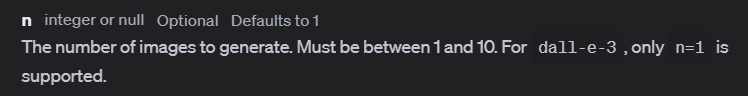 n integer or null Optional Defaults to 1
The number of images to generate. Must be between 1 and 10. For dall-e-3 , only n=1 is
supported.